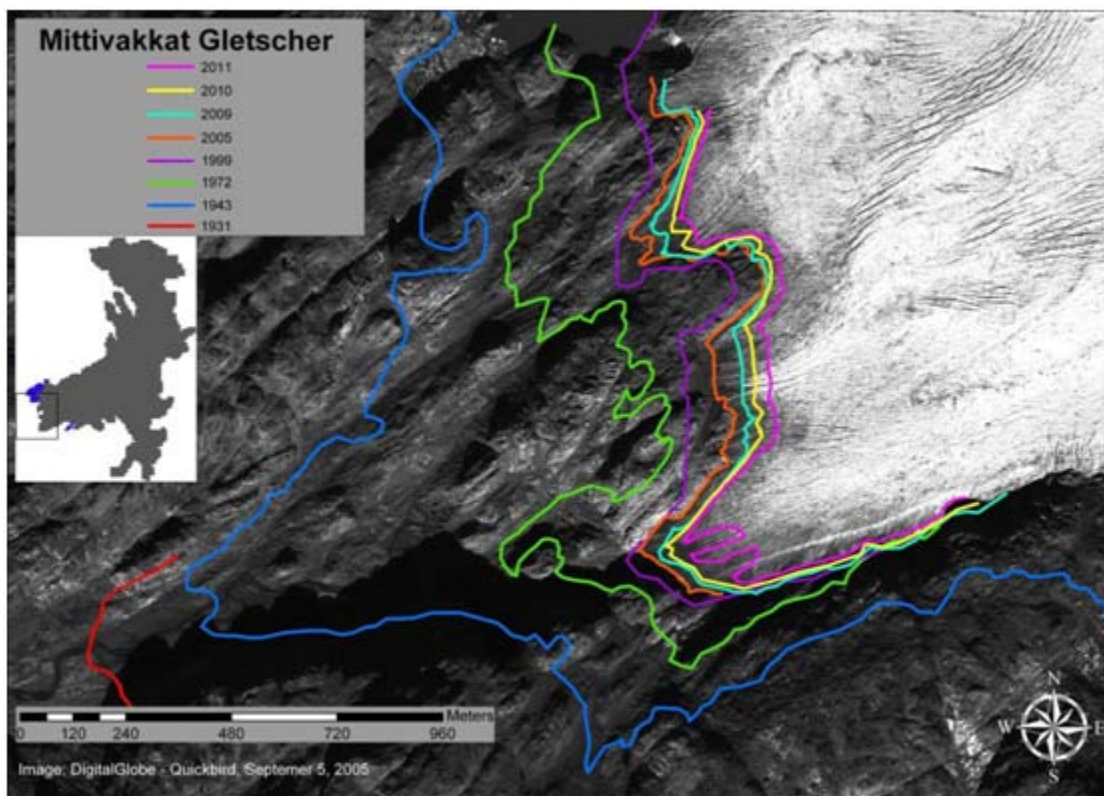 Mittivakkat Gletscher
2011
2010
2009
2005
1999
1972
1943
1931
N
W E
S
Meters
0 120 240 480 720 960
Image: DigitalGlobe - Quickbird, Septemer 5, 2005